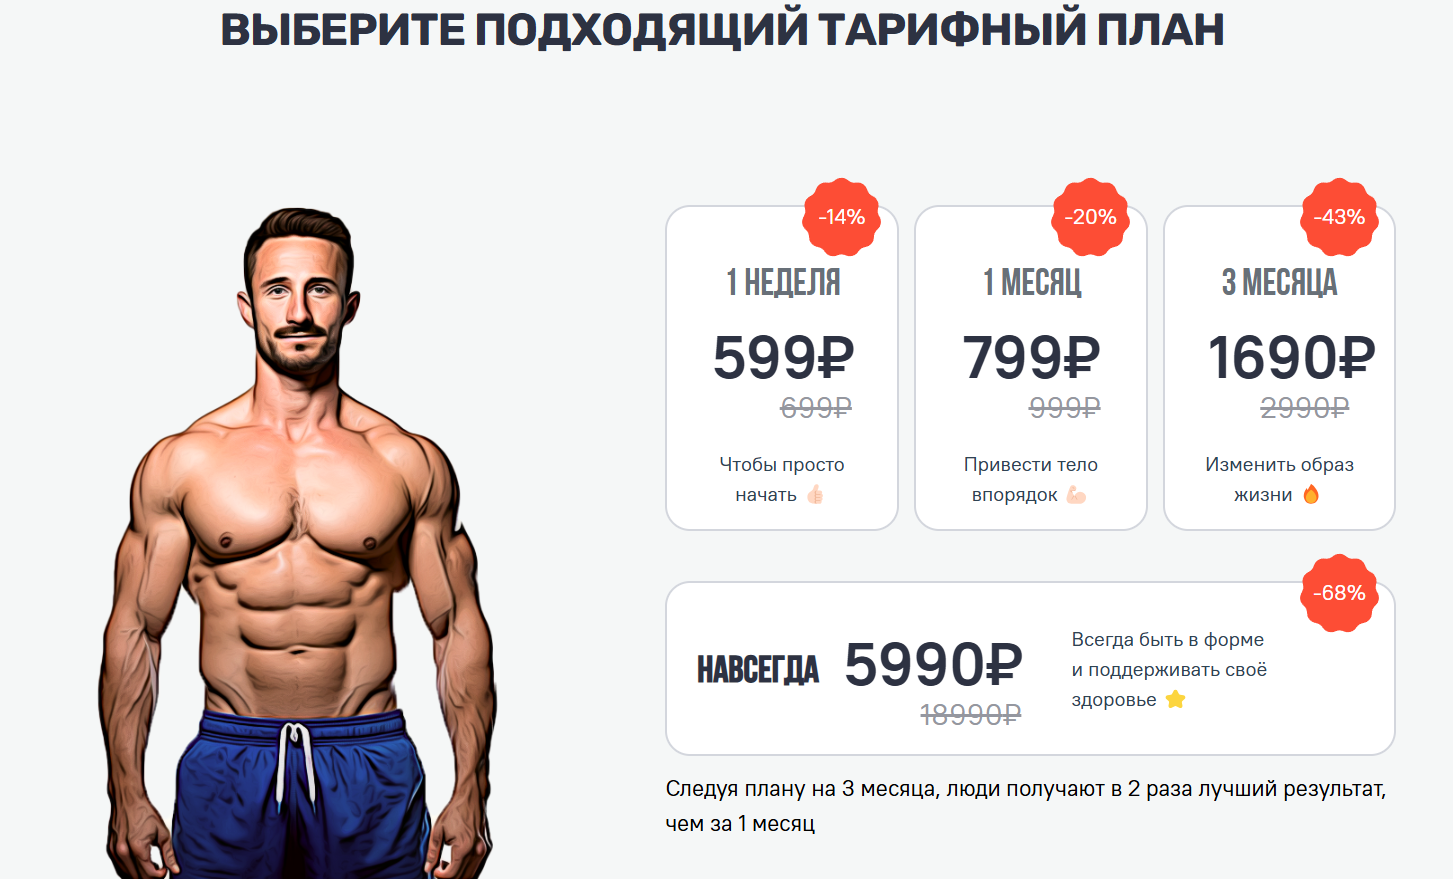 ВЫБЕРИТЕ ПОДХОДЯЩИЙ ТАРИФНЫЙ ПЛАН
-14%
1 НЕДЕЛЯ
599₽
699₽
Чтобы просто
начать 👍🏻
-20%
1 МЕСЯЦ
799₽
999₽
Привести тело
впорядок 💪🏻
-43%
3 МЕСЯЦА
1690₽
2990₽
Изменить образ
жизни 🔥
-68%
НАВСЕГДА
5990₽
18990₽
Всегда быть в форме
и поддерживать своё
здоровье ⭐
Следуя плану на 3 месяца, люди получают в 2 раза лучший результат,
чем за 1 месяц